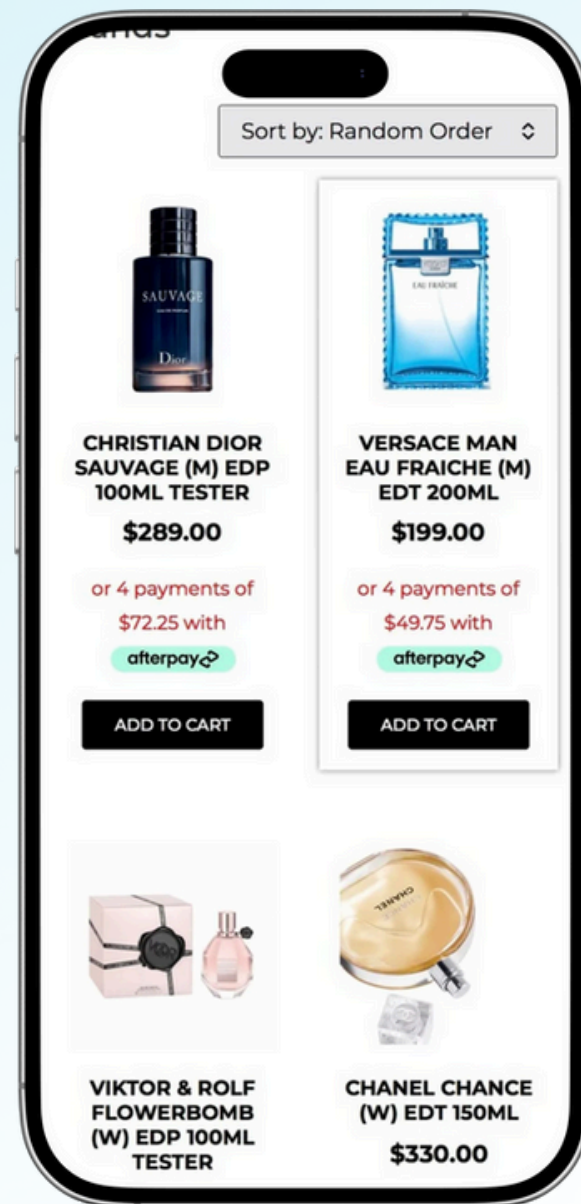 Sort by: Random Order
SAUVAGE
Dior
EAU FRAÎCHE
CHRISTIAN DIOR
SAUVAGE (M) EDP
100ML TESTER
$289.00
or 4 payments of
$72.25 with
afterpay
ADD TO CART
VERSACE MAN
EAU FRAICHE (M)
EDT 200ML
$199.00
or 4 payments of
$49.75 with
afterpay
ADD TO CART
VIKTOR & ROLF
FLOWERBOMB
(W) EDP 100ML
TESTER
CHANEL
CHANEL CHANCE
(W) EDT 150ML
$330.00